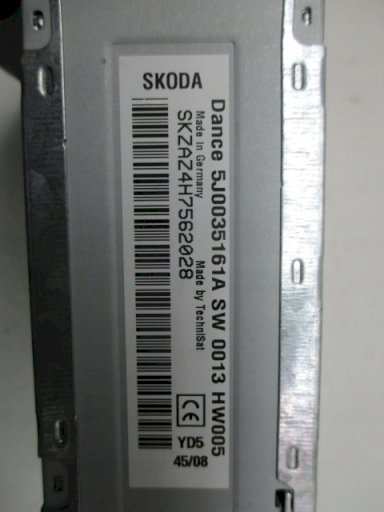 SKODA
Dance 5J0035161A SW 0013 HW005
Made in Germany Made by TechniSat
SKZAZ4H7562028
CE
YD5
45/08